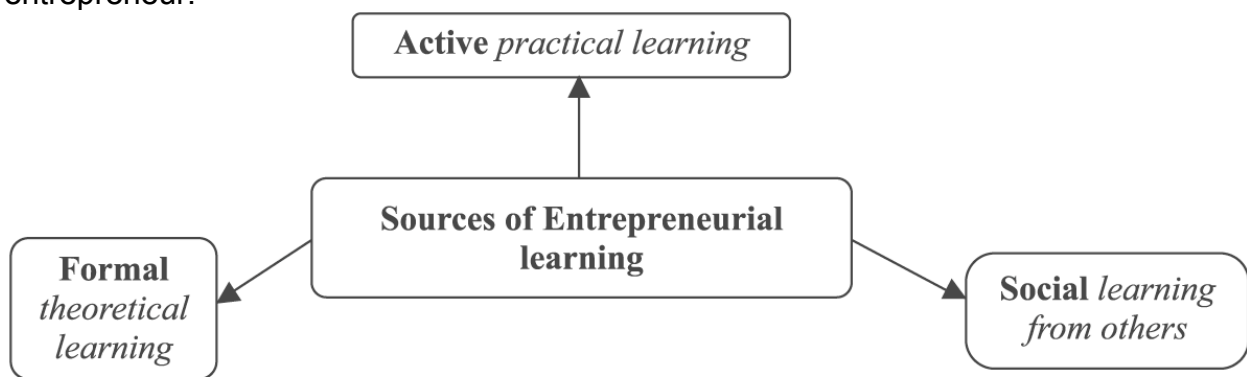 entrepreneur.
Active practical learning
Sources of Entrepreneurial
learning
Formal
theoretical
learning
Social learning
from others